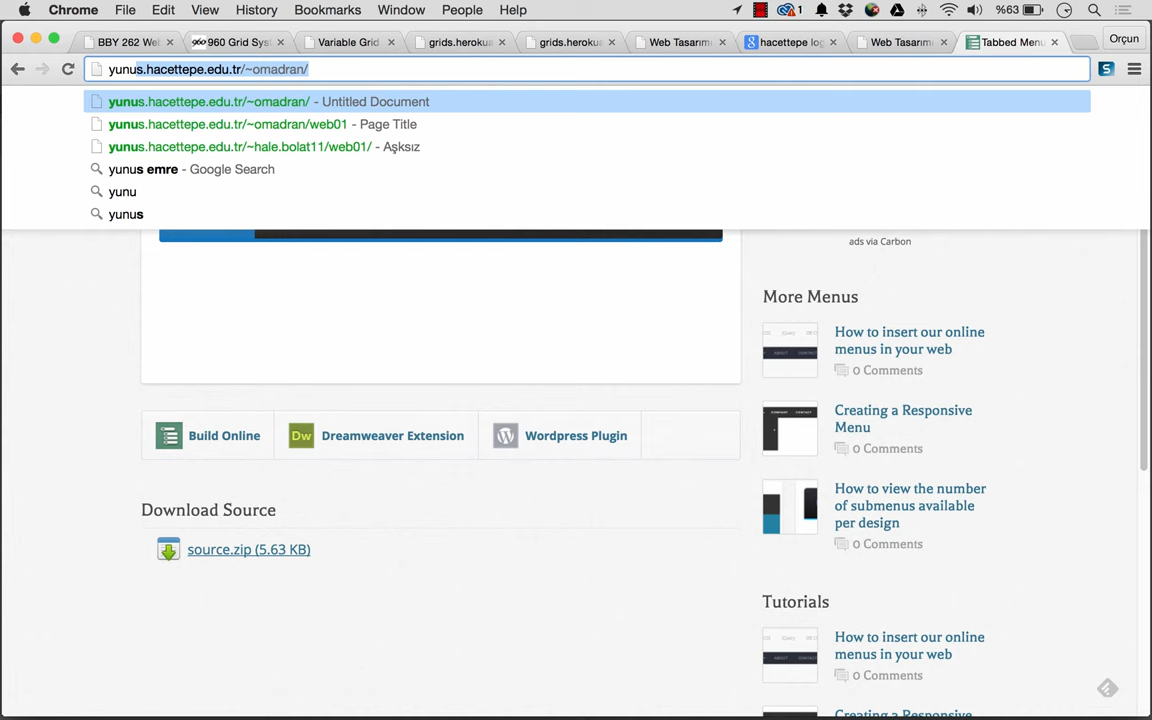 Chrome File Edit View History Bookmarks Window People Help 1 %63
BBY 262 Web 960 Grid Syst Variable Grid grids.heroku grids.heroku Web Tasarım hacettepe log Web Tasarım Tabbed Menu Orçun
yunus.hacettepe.edu.tr/~omadran/
yunus.hacettepe.edu.tr/~omadran/ - Untitled Document
yunus.hacettepe.edu.tr/~omadran/web01 - Page Title
yunus.hacettepe.edu.tr/~hale.bolat11/web01/ - Aşksız
yunus emre - Google Search
yunu
yunus
ads via Carbon
More Menus
How to insert our online
menus in your web
0 Comments
Creating a Responsive
Menu
0 Comments
Build Online Dreamweaver Extension Wordpress Plugin
How to view the number
of submenus available
per design
0 Comments
Download Source
source.zip (5.63 KB)
Tutorials
How to insert our online
menus in your web
0 Comments
Creating a Responsive